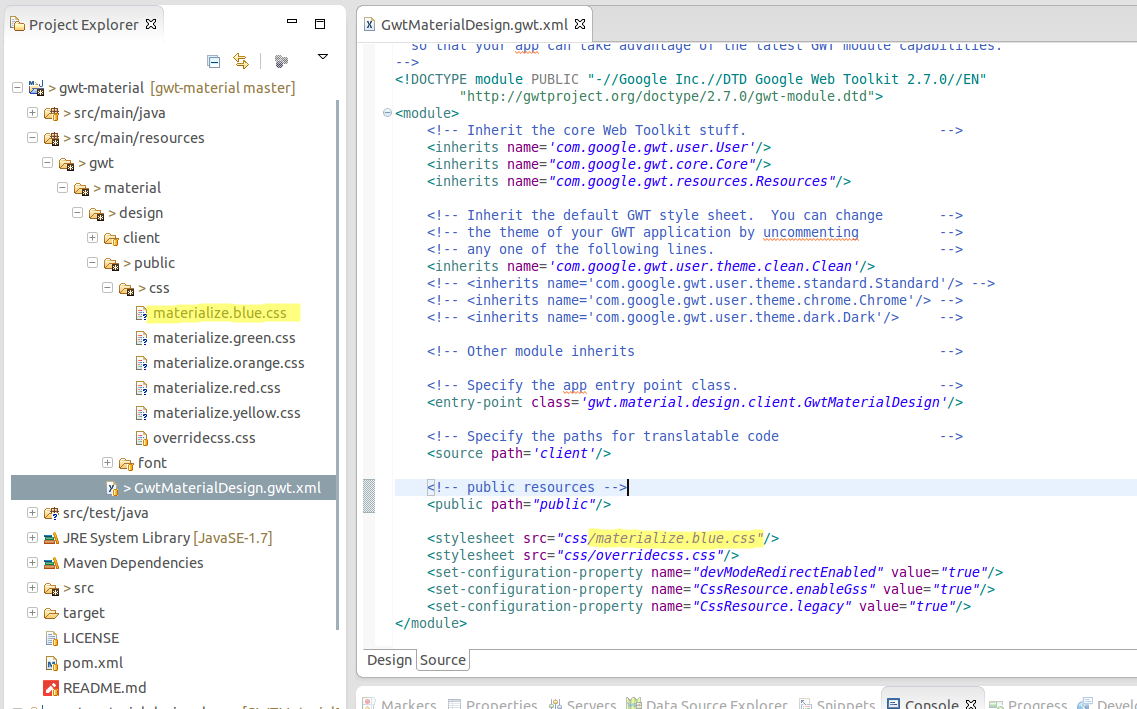 Project Explorer
> gwt-material [gwt-material master]
> src/main/java
> src/main/resources
> gwt
> material
> design
client
> public
> css
materialize.blue.css
materialize.green.css
materialize.orange.css
materialize.red.css
materialize.yellow.css
overridecss.css
font
> GwtMaterialDesign.gwt.xml
src/test/java
JRE System Library [JavaSE-1.7]
Maven Dependencies
> src
target
LICENSE
pom.xml
README.md
GwtMaterialDesign.gwt.xml
so that your app can take advantage of the latest GWT module capabilities.
-->
<!DOCTYPE module PUBLIC "-//Google Inc.//DTD Google Web Toolkit 2.7.0//EN"
"http://gwtproject.org/doctype/2.7.0/gwt-module.dtd">
<module>
<!-- Inherit the core Web Toolkit stuff. -->
<inherits name='com.google.gwt.user.User'/>
<inherits name="com.google.gwt.core.Core"/>
<inherits name="com.google.gwt.resources.Resources"/>
<!-- Inherit the default GWT style sheet. You can change -->
<!-- the theme of your GWT application by uncommenting -->
<!-- any one of the following lines. -->
<inherits name='com.google.gwt.user.theme.clean.Clean'/>
<!-- <inherits name='com.google.gwt.user.theme.standard.Standard'/> -->
<!-- <inherits name='com.google.gwt.user.theme.chrome.Chrome'/> -->
<!-- <inherits name='com.google.gwt.user.theme.dark.Dark'/> -->
<!-- Other module inherits -->
<!-- Specify the app entry point class. -->
<entry-point class='gwt.material.design.client.GwtMaterialDesign'/>
<!-- Specify the paths for translatable code -->
<source path='client'/>
<!-- public resources -->
<public path="public"/>
<stylesheet src="css/materialize.blue.css"/>
<stylesheet src="css/overridecss.css"/>
<set-configuration-property name="devModeRedirectEnabled" value="true"/>
<set-configuration-property name="CssResource.enableGss" value="true"/>
<set-configuration-property name="CssResource.legacy" value="true"/>
</module>
Design Source
Markers Properties Servers Data Source Explorer Snippets Console Progress